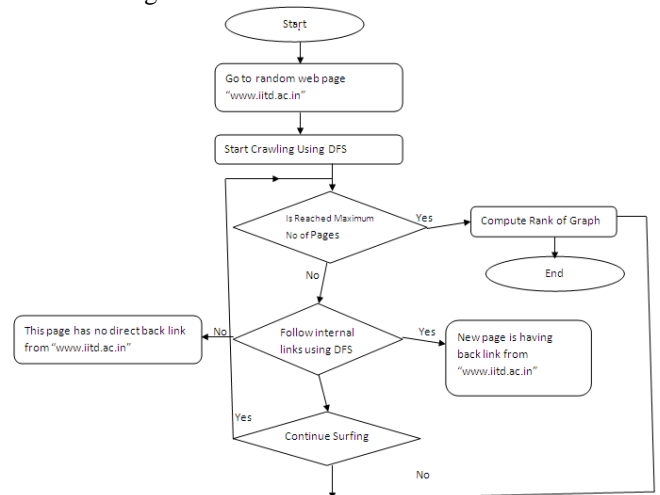 Start
Go to random web page
“www.iitd.ac.in”
Start Crawling Using DFS
Is Reached Maximum
No of Pages
Yes
Compute Rank of Graph
End
No
This page has no direct back link
from “www.iitd.ac.in”
No
Follow internal
links using DFS
Yes
New page is having
back link from
“www.iitd.ac.in”
Yes
Continue Surfing
No